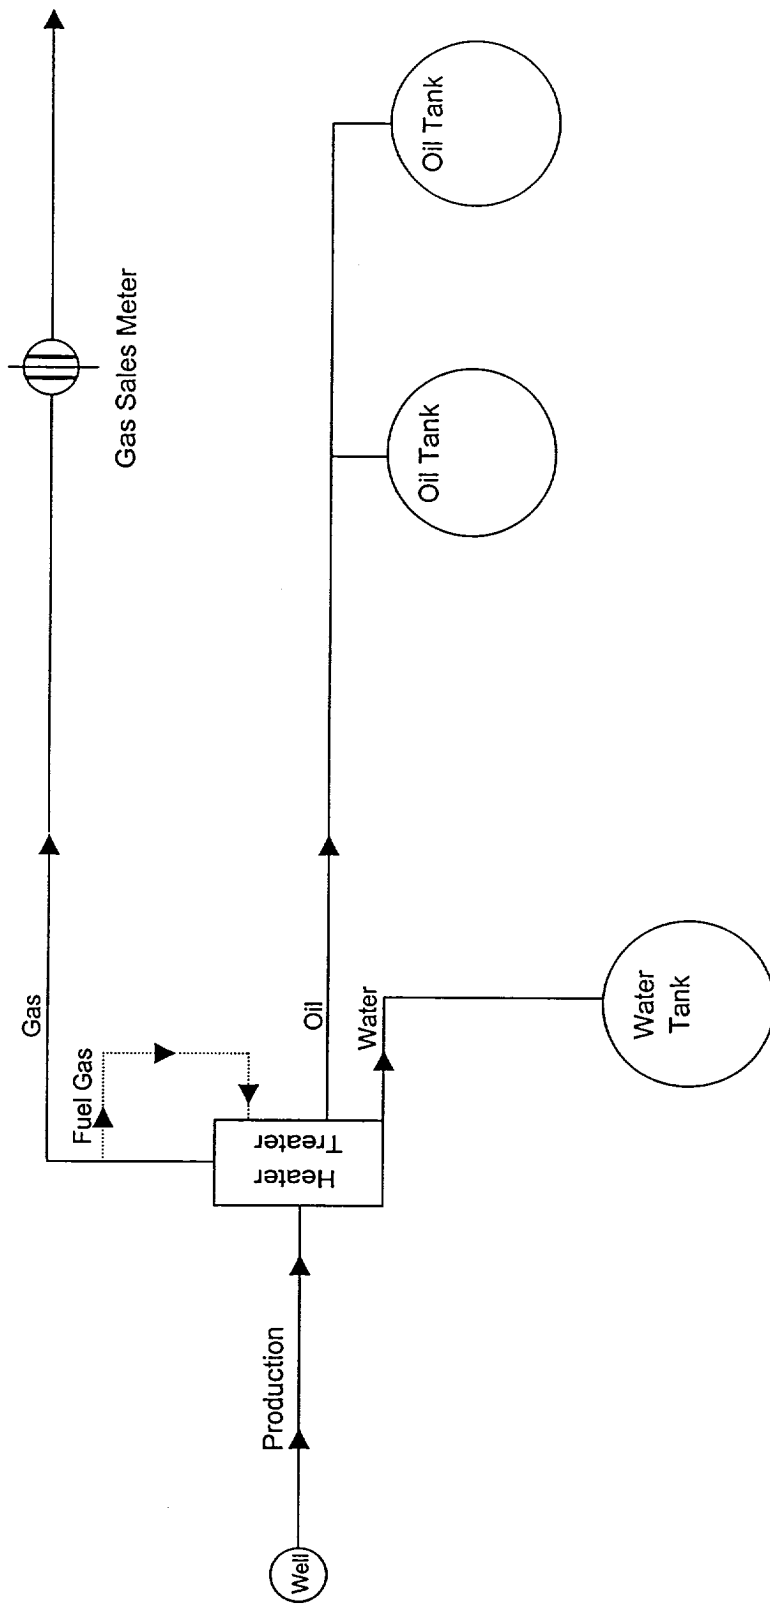 Gas Sales Meter
Gas
Fuel Gas
Oil Tank
Oil Tank
Oil
Water
Heater
Treater
Production
Well
Water
Tank